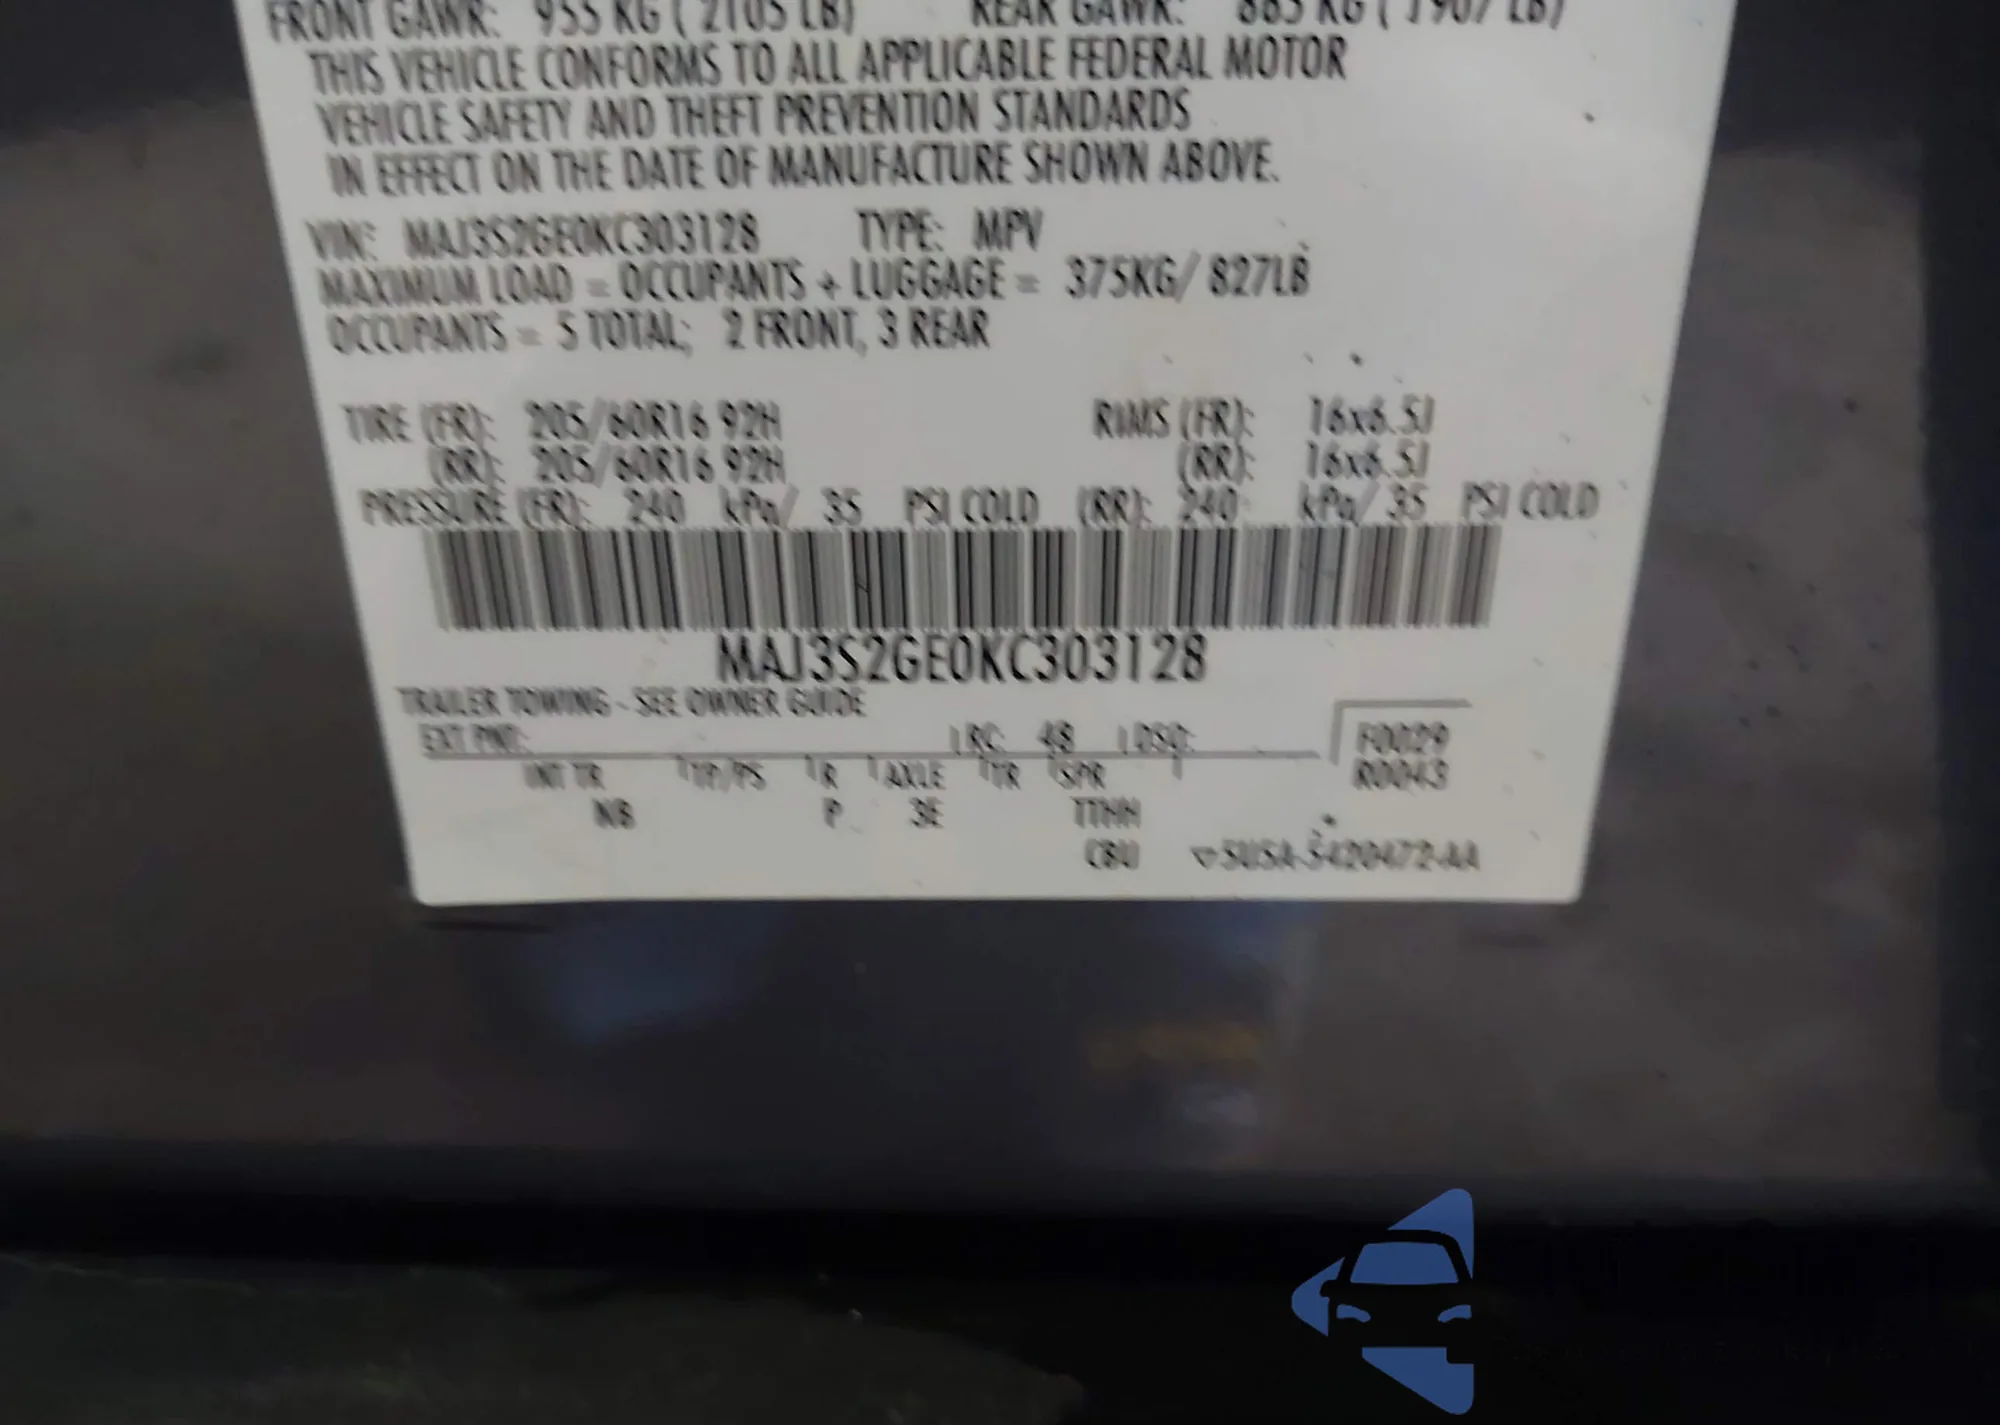 FRONT GAWR: 955 KG ( 2105 LB) REAR GAWR: 865 KG ( 1907 LB)
THIS VEHICLE CONFORMS TO ALL APPLICABLE FEDERAL MOTOR
VEHICLE SAFETY AND THEFT PREVENTION STANDARDS
IN EFFECT ON THE DATE OF MANUFACTURE SHOWN ABOVE.
VIN: MAJ3S2GE0KC303128 TYPE: MPV
MAXIMUM LOAD = OCCUPANTS + LUGGAGE = 375KG/ 827LB
OCCUPANTS = 5 TOTAL; 2 FRONT, 3 REAR
TIRE (FR): 205/60R16 92H RIMS (FR): 16x6.5J
(RR): 205/60R16 92H (RR): 16x6.5J
PRESSURE (FR): 240 kPa/ 35 PSI COLD (RR): 240 kPa/ 35 PSI COLD
MAJ3S2GE0KC303128
TRAILER TOWING - SEE OWNER GUIDE
EXT PNT: RC: 48 DSO: F0029
INT TR TP/PS R AXLE TR SPR R0043
NB P 3E TTHH
CBU 5U5A-5420472-AA